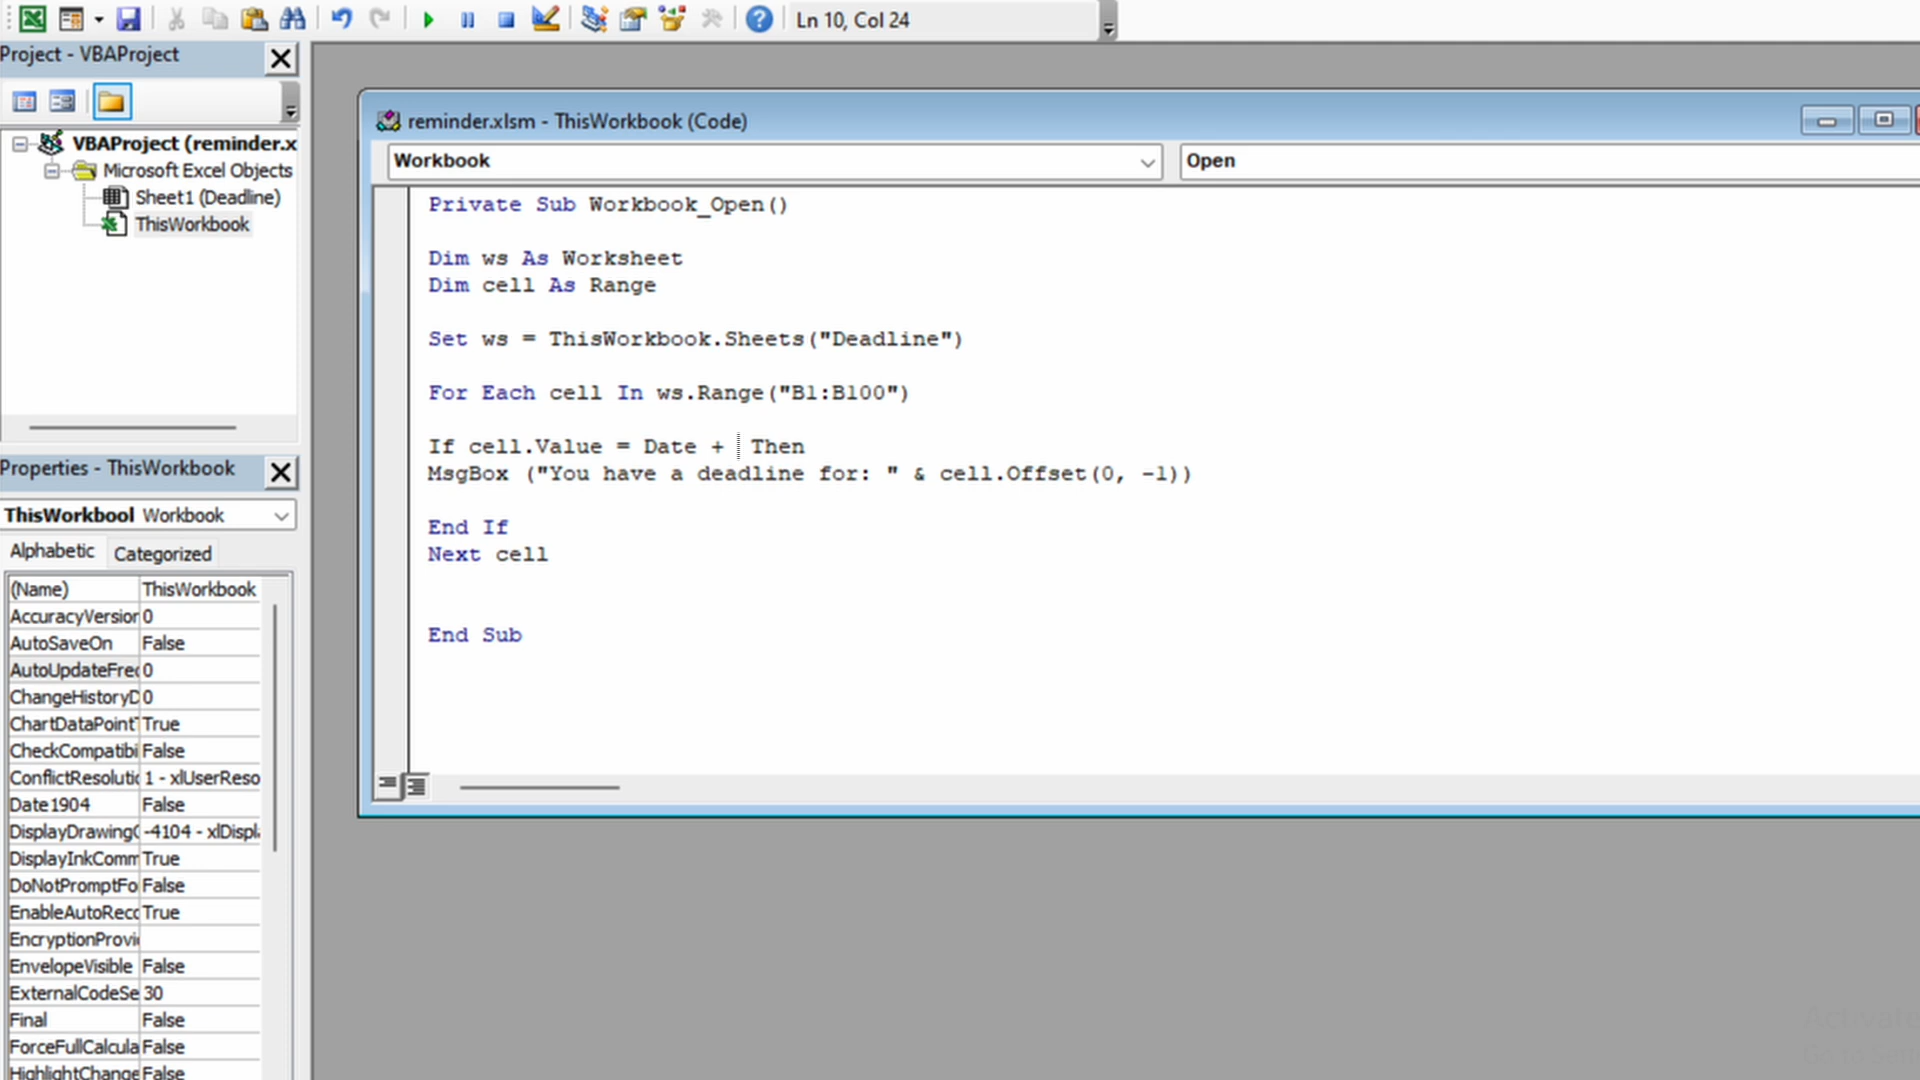 Ln 10, Col 24
Project - VBAProject
VBAProject (reminder.x
Microsoft Excel Objects
Sheet1 (Deadline)
ThisWorkbook
Properties - ThisWorkbook
ThisWorkbool Workbook
Alphabetic Categorized
(Name) ThisWorkbook
AccuracyVersion 0
AutoSaveOn False
AutoUpdateFrec 0
ChangeHistoryD 0
ChartDataPointT True
CheckCompatibi False
ConflictResolutic 1 - xlUserReso
Date1904 False
DisplayDrawingC -4104 - xlDispl
DisplayInkComm True
DoNotPromptFo False
EnableAutoRecc True
EncryptionProvi
EnvelopeVisible False
ExternalCodeSe 30
Final False
ForceFullCalcula False
HighlightChange False
reminder.xlsm - ThisWorkbook (Code)
Workbook
Open
Private Sub Workbook_Open()
Dim ws As Worksheet
Dim cell As Range
Set ws = ThisWorkbook.Sheets("Deadline")
For Each cell In ws.Range("B1:B100")
If cell.Value = Date + Then
MsgBox ("You have a deadline for: " & cell.Offset(0, -1))
End If
Next cell
End Sub